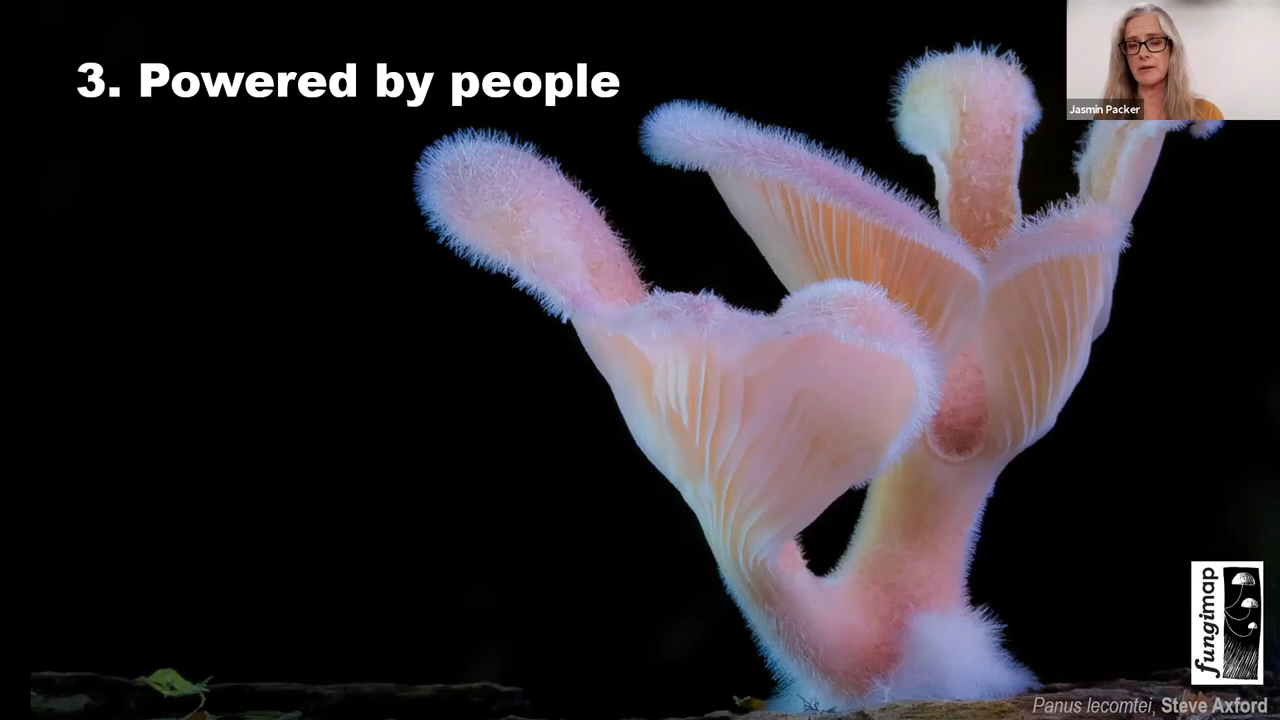 3. Powered by people
Jasmin Packer
fungimap
Panus lecomtei, Steve Axford